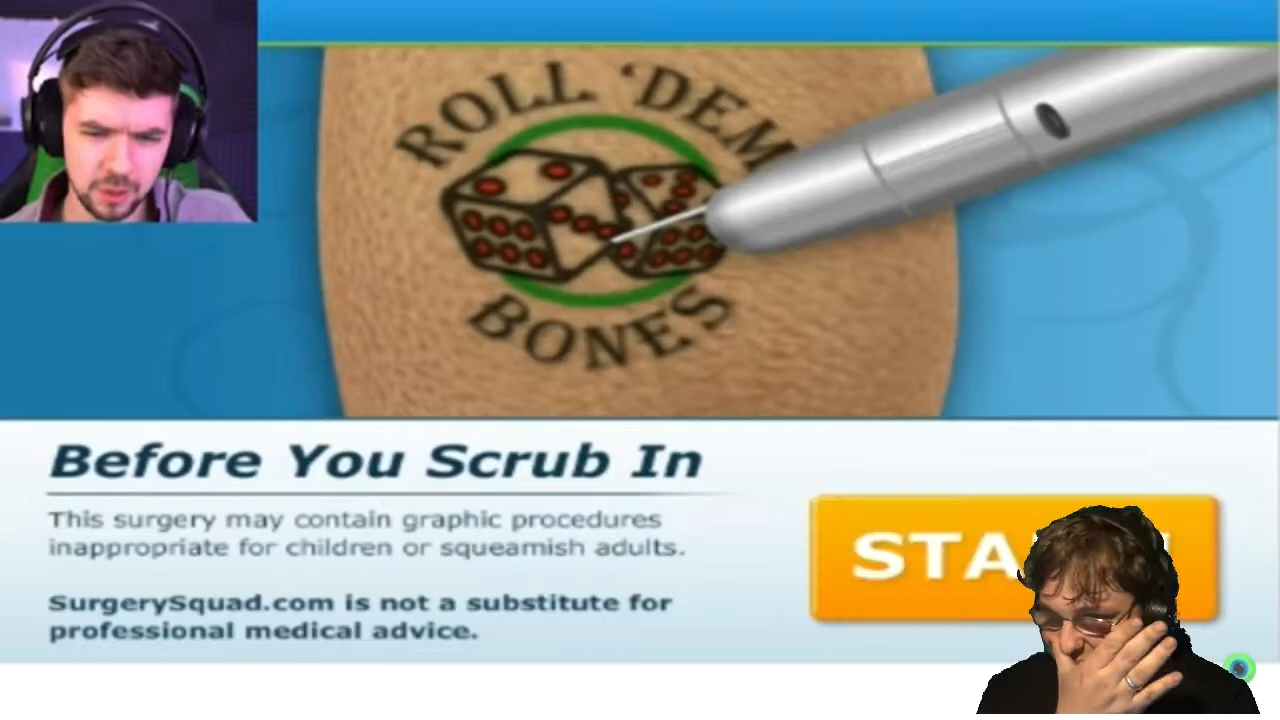 ROLL 'DEM
BONES
Before You Scrub In
This surgery may contain graphic procedures
inappropriate for children or squeamish adults.
SurgerySquad.com is not a substitute for
professional medical advice.